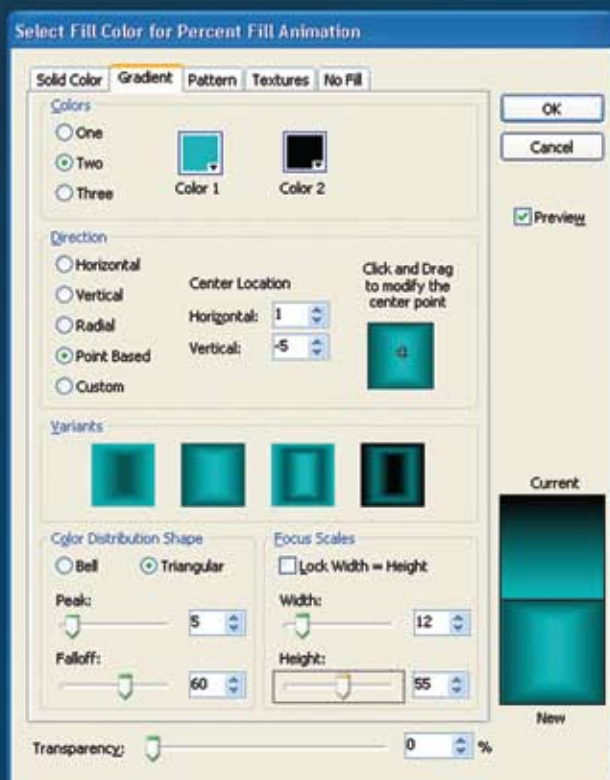 Select Fill Color for Percent Fill Animation
Solid Color Gradient Pattern Textures No Fill
Colors
One
Two
Three
Color 1
Color 2
OK
Cancel
Preview
Direction
Horizontal
Vertical
Radial
Point Based
Custom
Center Location
Horizontal: 1
Vertical: -5
Click and Drag
to modify the
center point
Variants
Color Distribution Shape
Bell Triangular
Peak:
5
Falloff:
60
Focus Scales
Lock Width = Height
Width:
12
Height:
55
Current
New
Transparency: 0 %